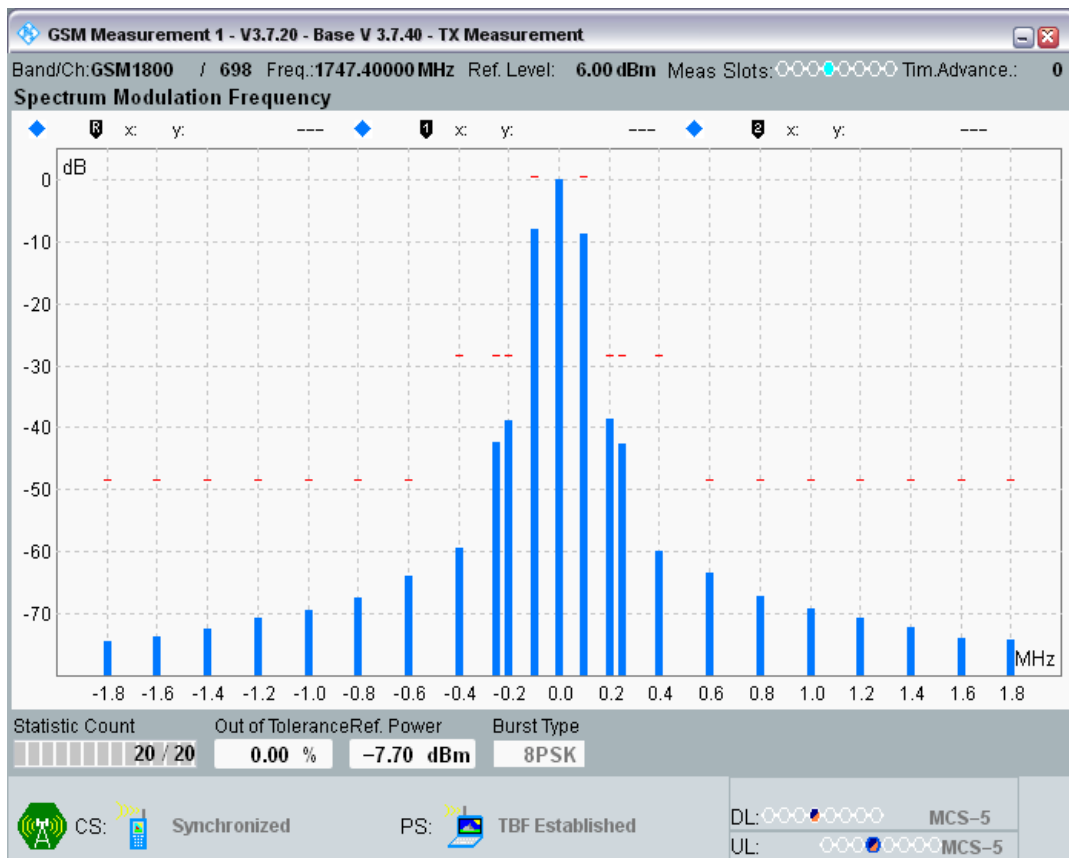 GSM Measurement 1 - V3.7.20 - Base V 3.7.40 - TX Measurement
Band/Ch:GSM1800 / 698 Freq.:1747.40000 MHz Ref. Level: 6.00 dBm Meas Slots: Tim.Advance.: 0
Spectrum Modulation Frequency
R x: y: --- 1 x: y: --- 2 x: y: ---
dB
0
-10
-20
-30
-40
-50
-60
-70
MHz
-1.8 -1.6 -1.4 -1.2 -1.0 -0.8 -0.6 -0.4 -0.2 0.0 0.2 0.4 0.6 0.8 1.0 1.2 1.4 1.6 1.8
Statistic Count Out of Tolerance Ref. Power Burst Type
20 / 20 0.00 % −7.70 dBm 8PSK
CS: Synchronized PS: TBF Established
DL: MCS−5
UL: MCS−5